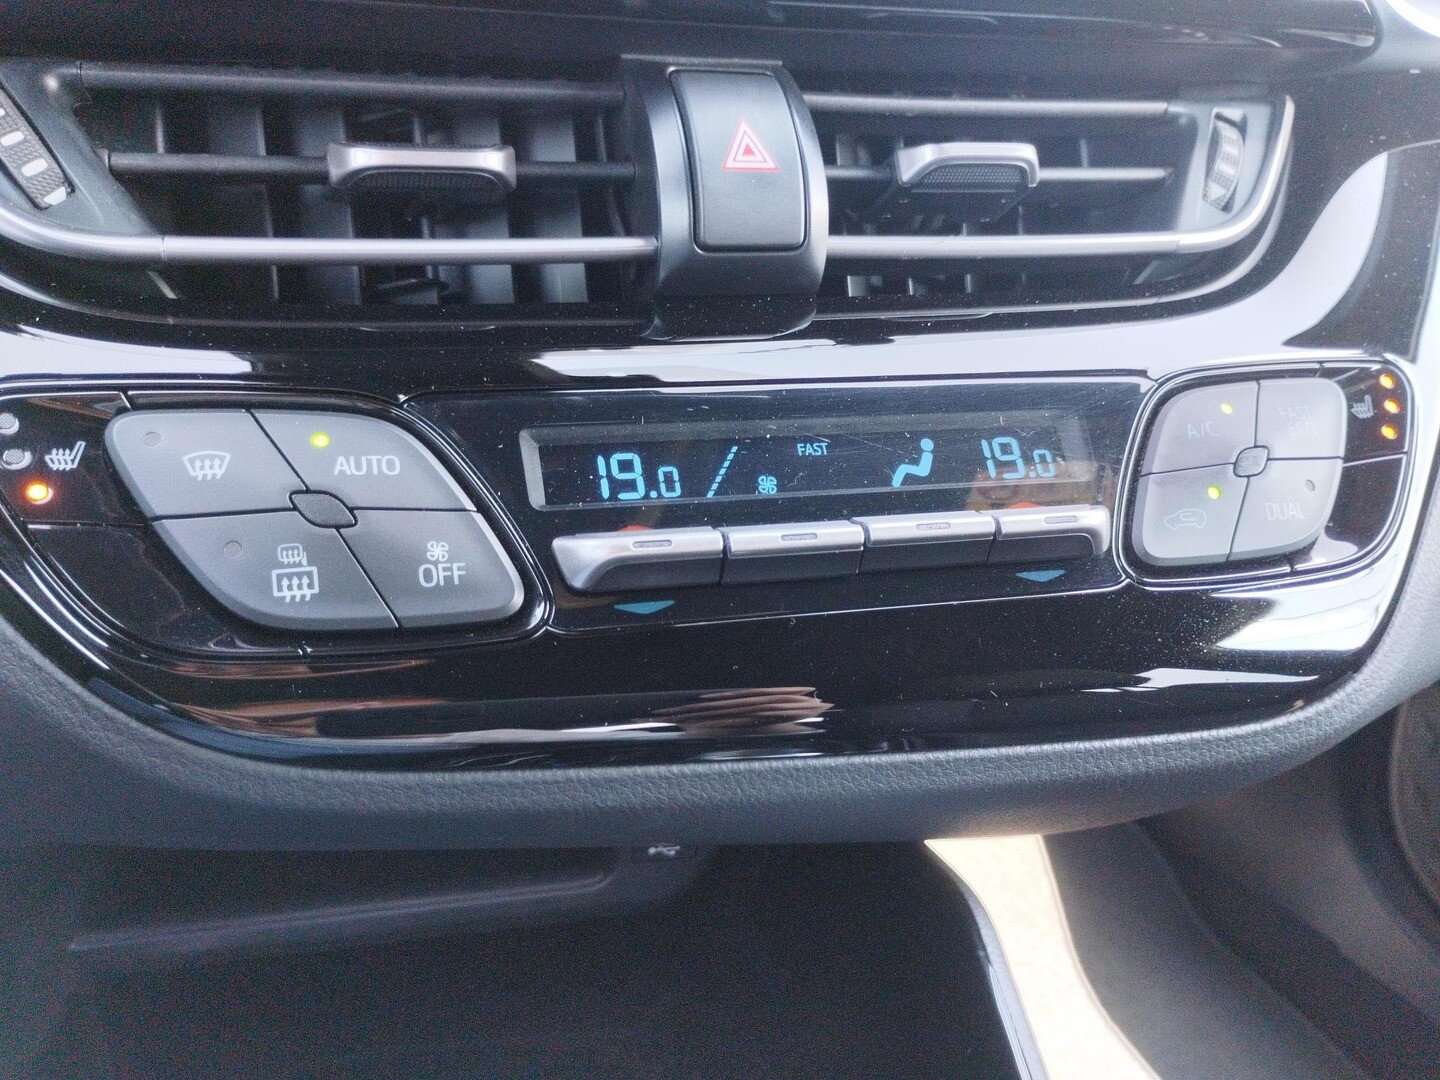 AUTO
OFF
19.0
FAST
19.0
A/C
FAST
ECO
DUAL